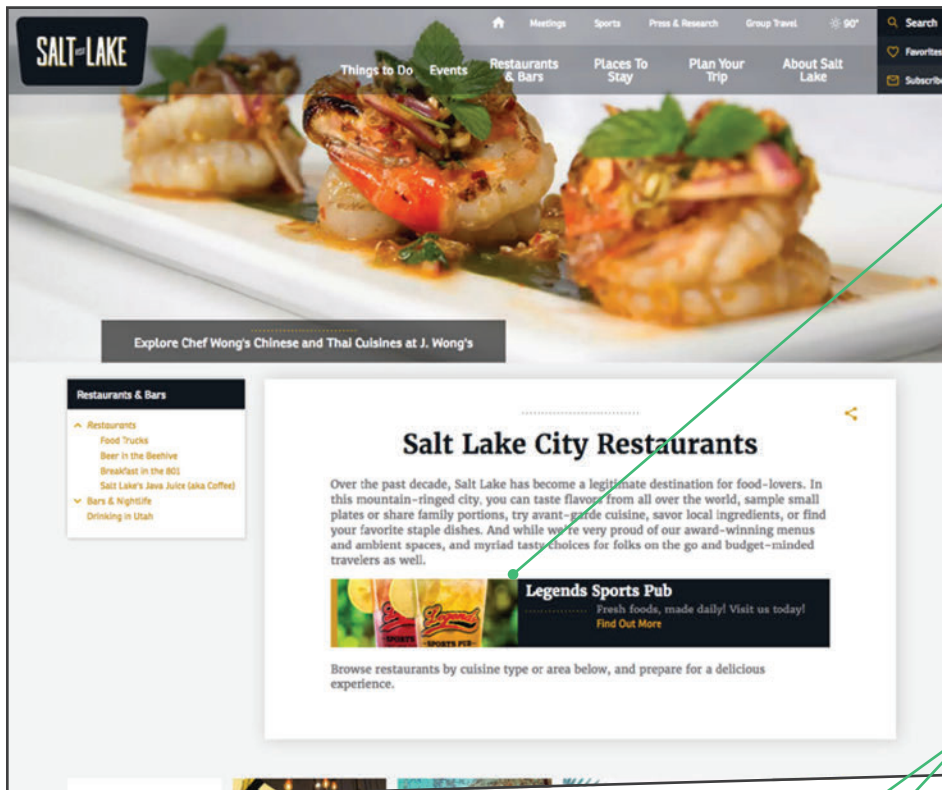 Meetings Sports Press & Research Group Travel 90° Search
SALT LAKE
Favorites
Things to Do Events Restaurants & Bars Places To Stay Plan Your Trip About Salt Lake
Subscribe
Explore Chef Wong's Chinese and Thai Cuisines at J. Wong's
Restaurants & Bars
Restaurants
Food Trucks
Beer in the Beehive
Breakfast in the 801
Salt Lake's Java Juice (aka Coffee)
Bars & Nightlife
Drinking in Utah
Salt Lake City Restaurants
Over the past decade, Salt Lake has become a legitimate destination for food-lovers. In
this mountain-ringed city, you can taste flavors from all over the world, sample small
plates or share family portions, try avant-garde cuisine, savor local ingredients, or find
your favorite staple dishes. And while we're very proud of our award-winning menus
and ambient spaces, and myriad tasty choices for folks on the go and budget-minded
travelers as well.
Legends Sports Pub
Fresh foods, made daily! Visit us today!
Find Out More
Legends
SPORTS PUB
Browse restaurants by cuisine type or area below, and prepare for a delicious
experience.